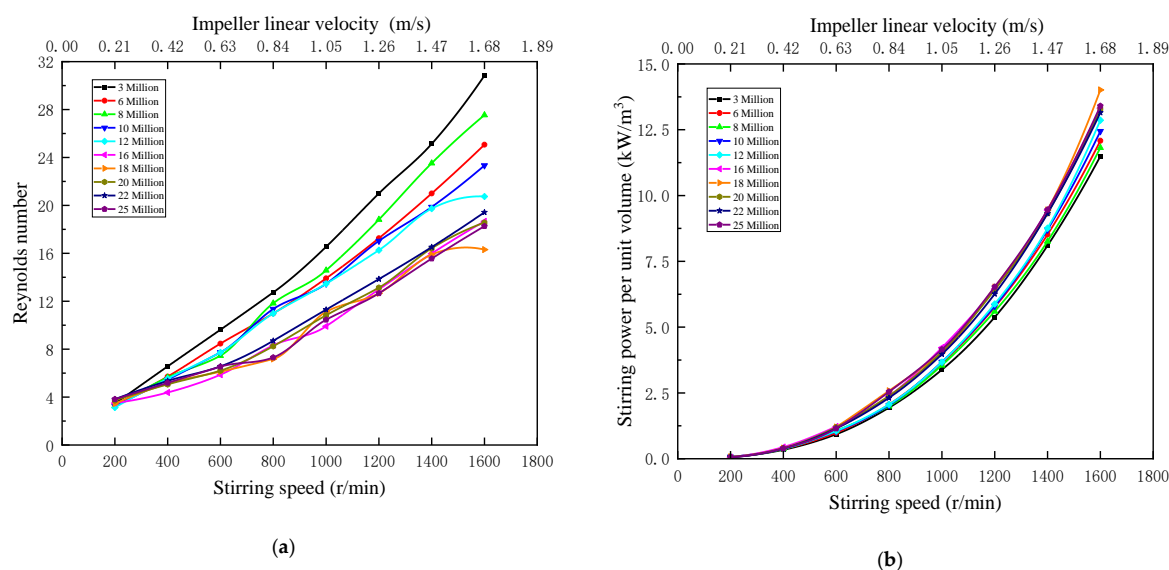 Impeller linear velocity (m/s)
0.00 0.21 0.42 0.63 0.84 1.05 1.26 1.47 1.68 1.89
32
28
24
20
16
12
8
4
0
Reynolds number
3 Million
6 Million
8 Million
10 Million
12 Million
16 Million
18 Million
20 Million
22 Million
25 Million
0 200 400 600 800 1000 1200 1400 1600 1800
Stirring speed (r/min)
(a)
Impeller linear velocity (m/s)
0.00 0.21 0.42 0.63 0.84 1.05 1.26 1.47 1.68 1.89
15.0
12.5
10.0
7.5
5.0
2.5
0.0
Stirring power per unit volume (kW/m³)
3 Million
6 Million
8 Million
10 Million
12 Million
16 Million
18 Million
20 Million
22 Million
25 Million
0 200 400 600 800 1000 1200 1400 1600 1800
Stirring speed (r/min)
(b)